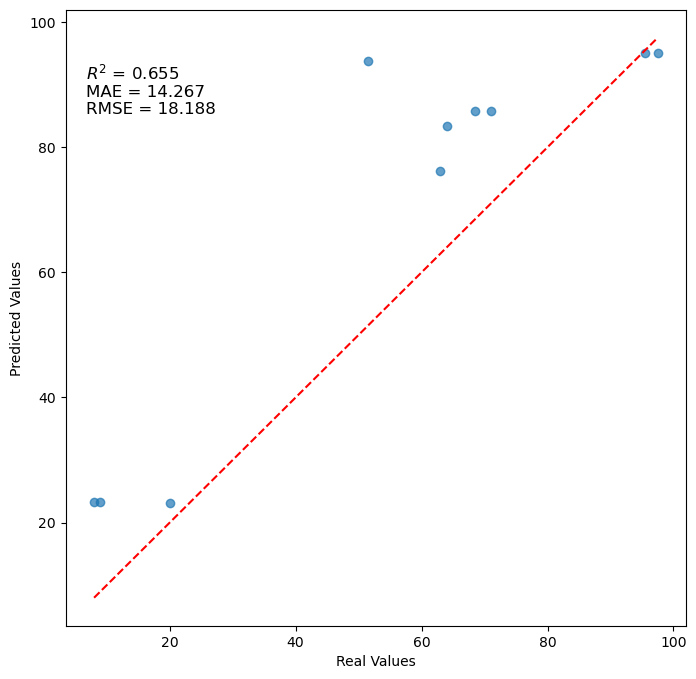 100
80
60
40
20
Predicted Values
R² = 0.655
MAE = 14.267
RMSE = 18.188
20 40 60 80 100
Real Values